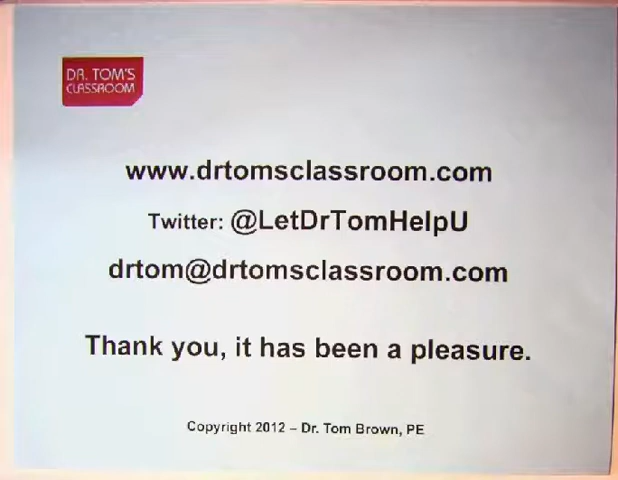 DR. TOM'S
CLASSROOM
www.drtomsclassroom.com
Twitter: @LetDrTomHelpU
drtom@drtomsclassroom.com
Thank you, it has been a pleasure.
Copyright 2012 – Dr. Tom Brown, PE